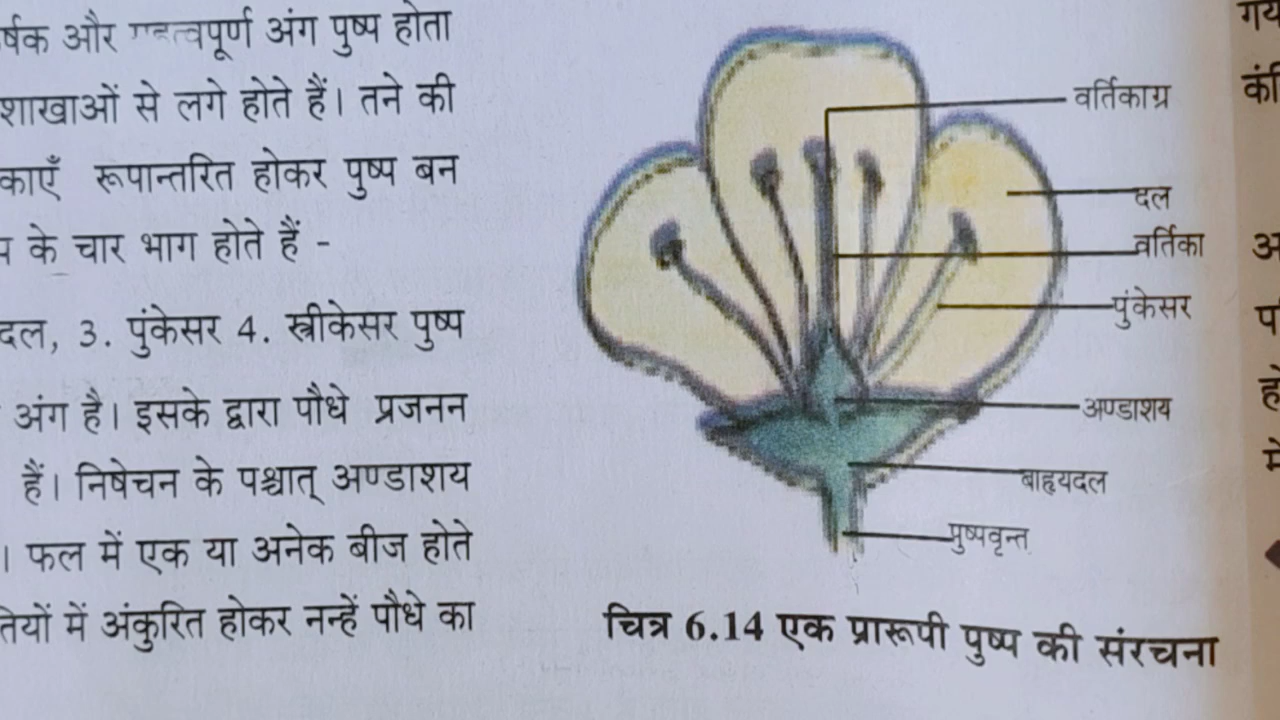 र्षक और महत्वपूर्ण अंग पुष्प होता
शाखाओं से लगे होते हैं। तने की
काएँ रूपान्तरित होकर पुष्प बन
के चार भाग होते हैं -
दल, 3. पुंकेसर 4. स्त्रीकेसर पुष्प
अंग है। इसके द्वारा पौधे प्रजनन
हैं। निषेचन के पश्चात् अण्डाशय
। फल में एक या अनेक बीज होते
तियों में अंकुरित होकर नन्हें पौधे का
वर्तिकाग्र
दल
वर्तिका
पुंकेसर
अण्डाशय
बाहृयदल
पुष्पवृन्त
चित्र 6.14 एक प्रारूपी पुष्प की संरचना
गय
कं
अ
प
में